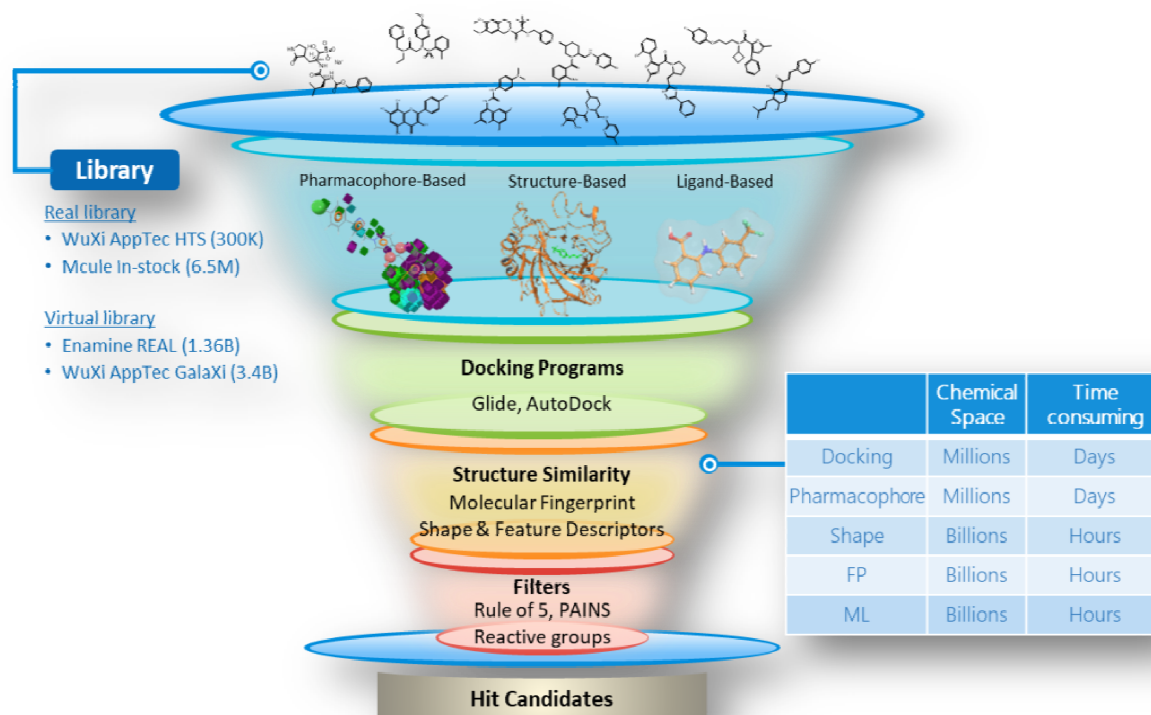 Library
Real library
• WuXi AppTec HTS (300K)
• Mcule In-stock (6.5M)
Virtual library
• Enamine REAL (1.36B)
• WuXi AppTec GalaXi (3.4B)
Pharmacophore-Based Structure-Based Ligand-Based
Docking Programs
Glide, AutoDock
Structure Similarity
Molecular Fingerprint
Shape & Feature Descriptors
Filters
Rule of 5, PAINS
Reactive groups
Hit Candidates
Chemical Space Time consuming
Docking Millions Days
Pharmacophore Millions Days
Shape Billions Hours
FP Billions Hours
ML Billions Hours